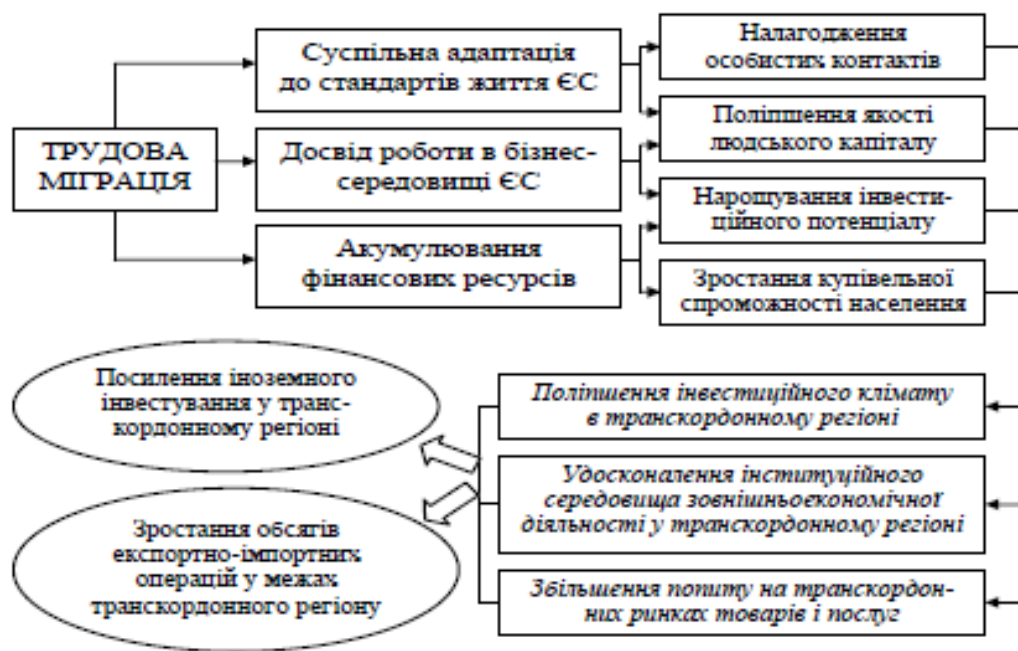 ТРУДОВА
МІГРАЦІЯ
Суспільна адаптація
до стандартів життя ЄС
Досвід роботи в бізнес-
середовищі ЄС
Акумулювання
фінансових ресурсів
Налагодження
особистих контактів
Поліпшення якості
людського капіталу
Нарощування інвести-
ційного потенціалу
Зростання купівельної
спроможності населення
Посилення іноземного
інвестування у транс-
кордонному регіоні
Зростання обсягів
експортно-імпортних
операцій у межах
транскордонного регіону
Поліпшення інвестиційного клімату
в транскордонному регіоні
Удосконалення інституційного
середовища зовнішньоекономічної
діяльності у транскордонному регіоні
Збільшення попиту на транскордон-
них ринках товарів і послуг